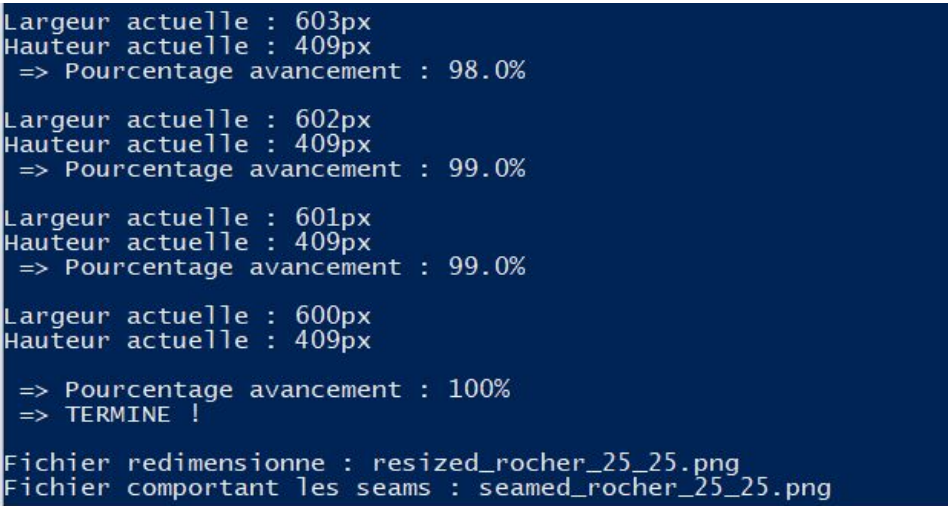 Largeur actuelle : 603px
Hauteur actuelle : 409px
=> Pourcentage avancement : 98.0%
Largeur actuelle : 602px
Hauteur actuelle : 409px
=> Pourcentage avancement : 99.0%
Largeur actuelle : 601px
Hauteur actuelle : 409px
=> Pourcentage avancement : 99.0%
Largeur actuelle : 600px
Hauteur actuelle : 409px
=> Pourcentage avancement : 100%
=> TERMINE !
Fichier redimensionne : resized_rocher_25_25.png
Fichier comportant les seams : seamed_rocher_25_25.png